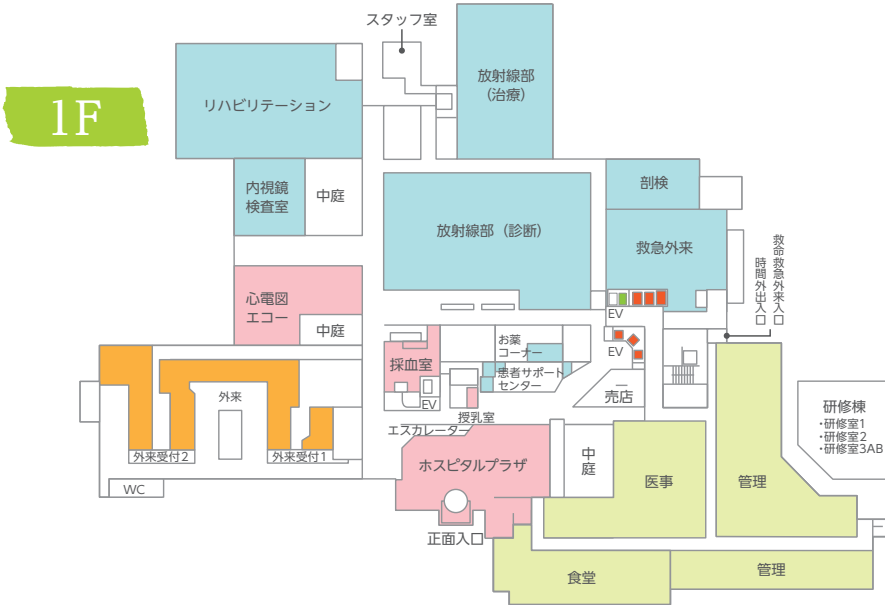 1F
スタッフ室
リハビリテーション
放射線部
(治療)
内視鏡
検査室
中庭
放射線部(診断)
剖検
救急外来
救命救急外来入口
時間外出入口
心電図
エコー
中庭
EV
EV
お薬
コーナー
採血室
患者サポート
センター
EV
授乳室
売店
外来
外来受付2
外来受付1
WC
エスカレーター
ホスピタルプラザ
正面入口
中庭
医事
管理
研修棟
・研修室1
・研修室2
・研修室3AB
食堂
管理